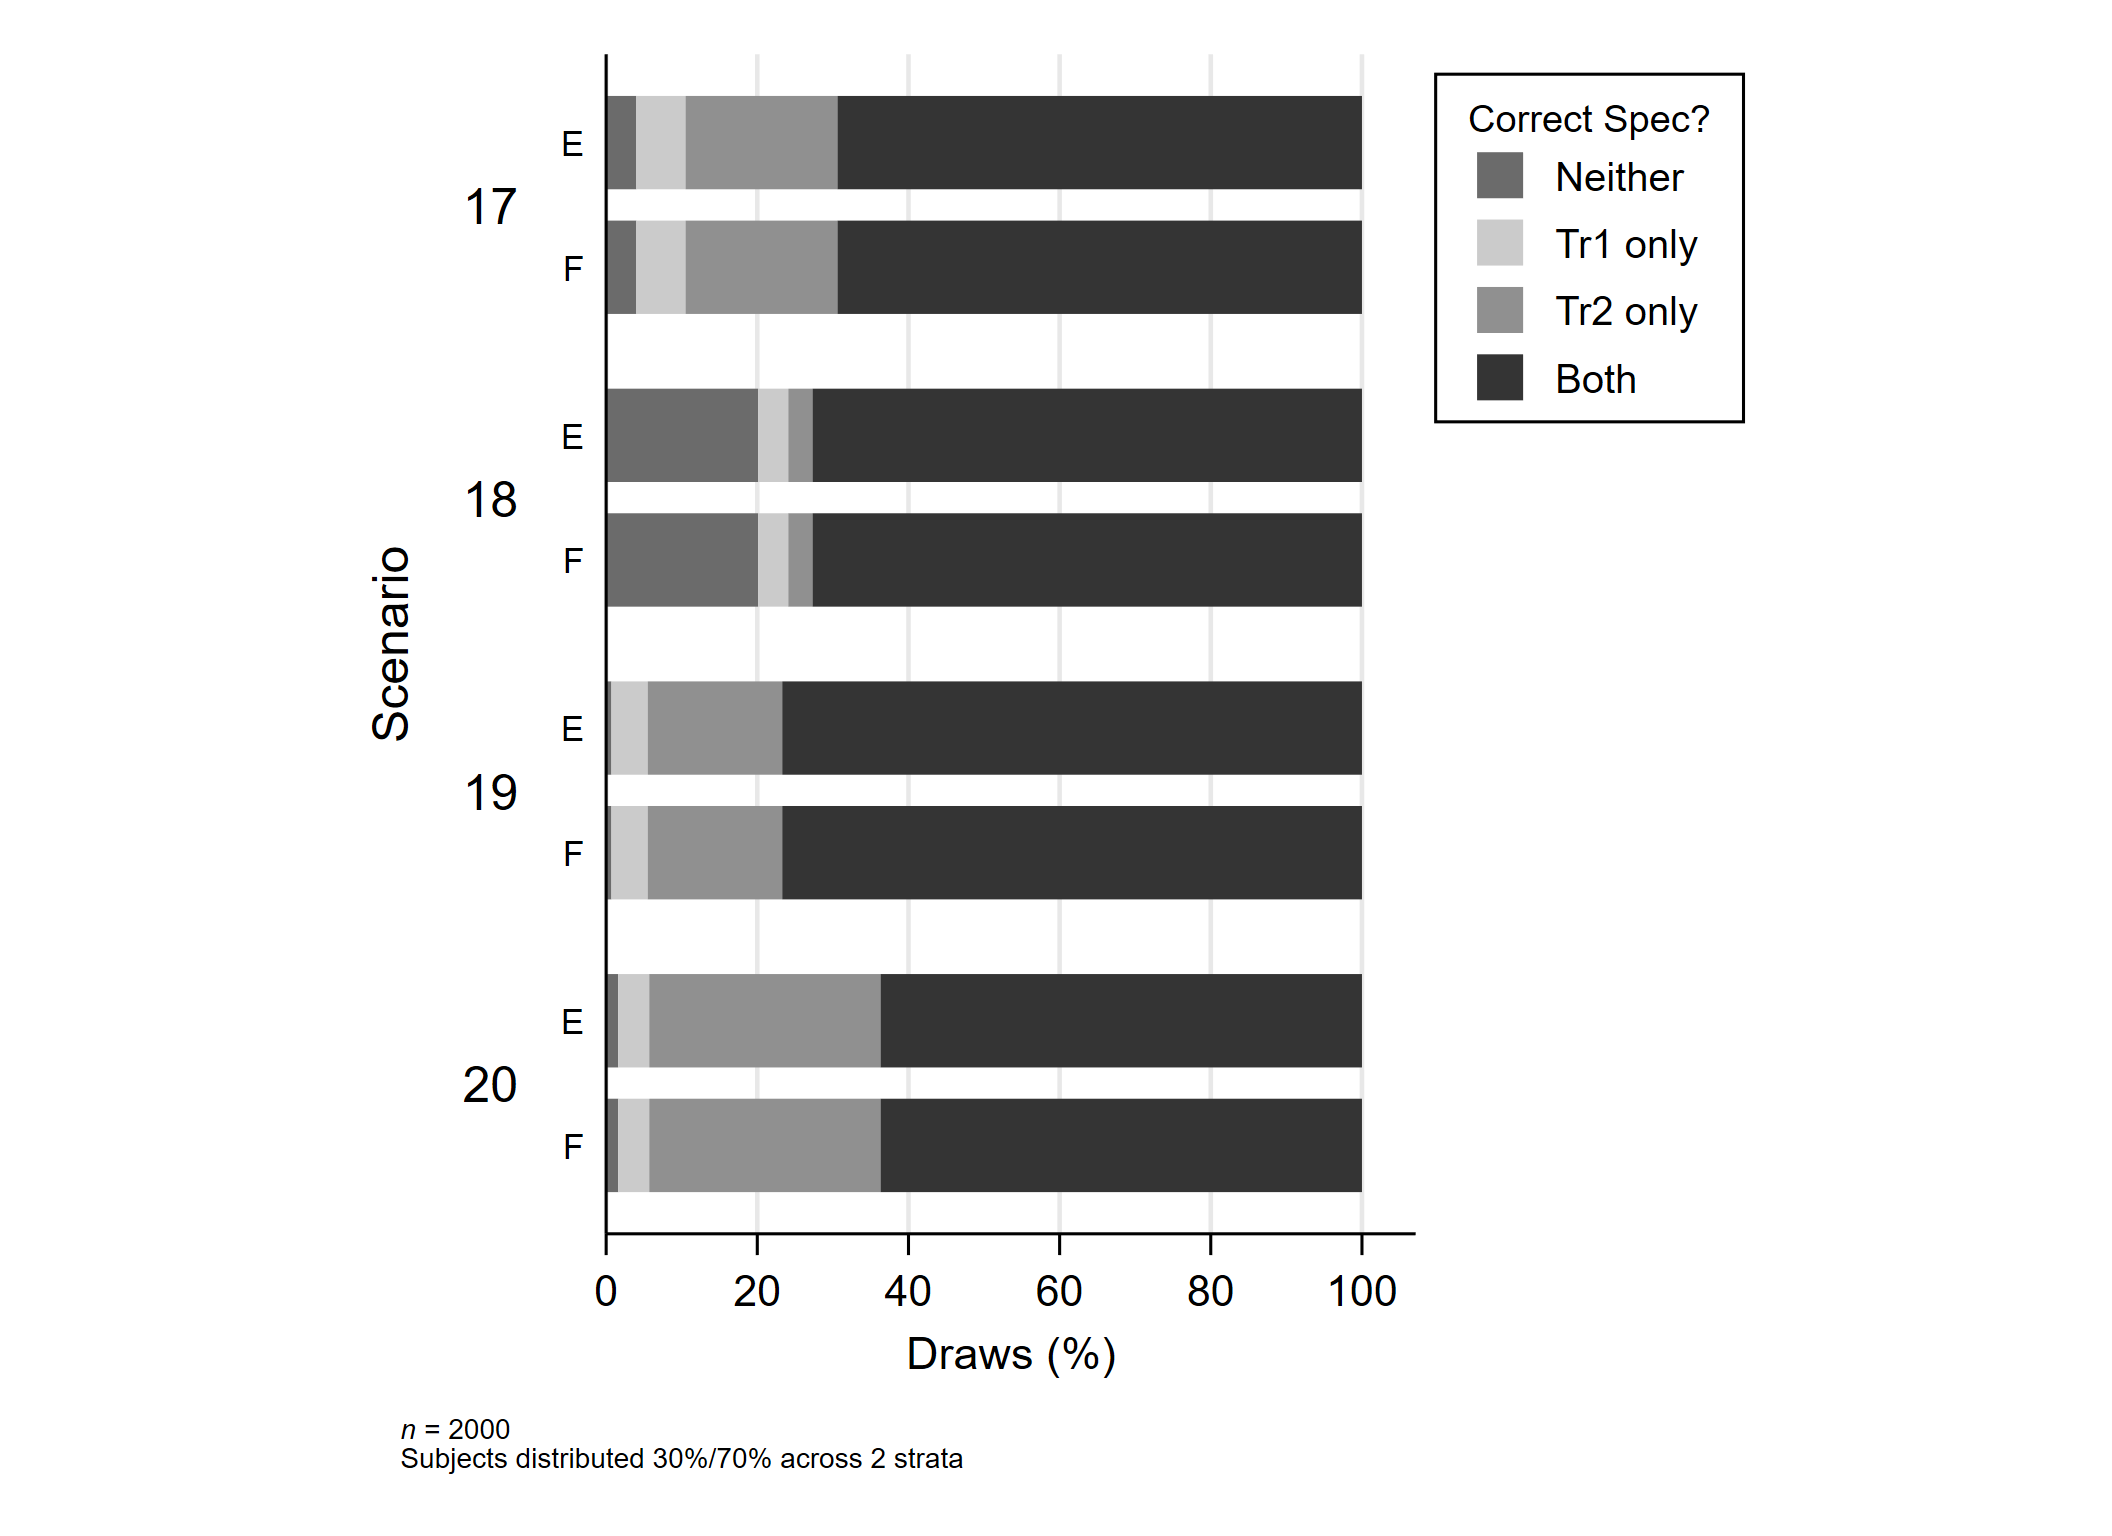 Correct Spec?
Neither
Tr1 only
Tr2 only
Both
Scenario
17
E
F
18
E
F
19
E
F
20
E
F
0 20 40 60 80 100
Draws (%)
n = 2000
Subjects distributed 30%/70% across 2 strata